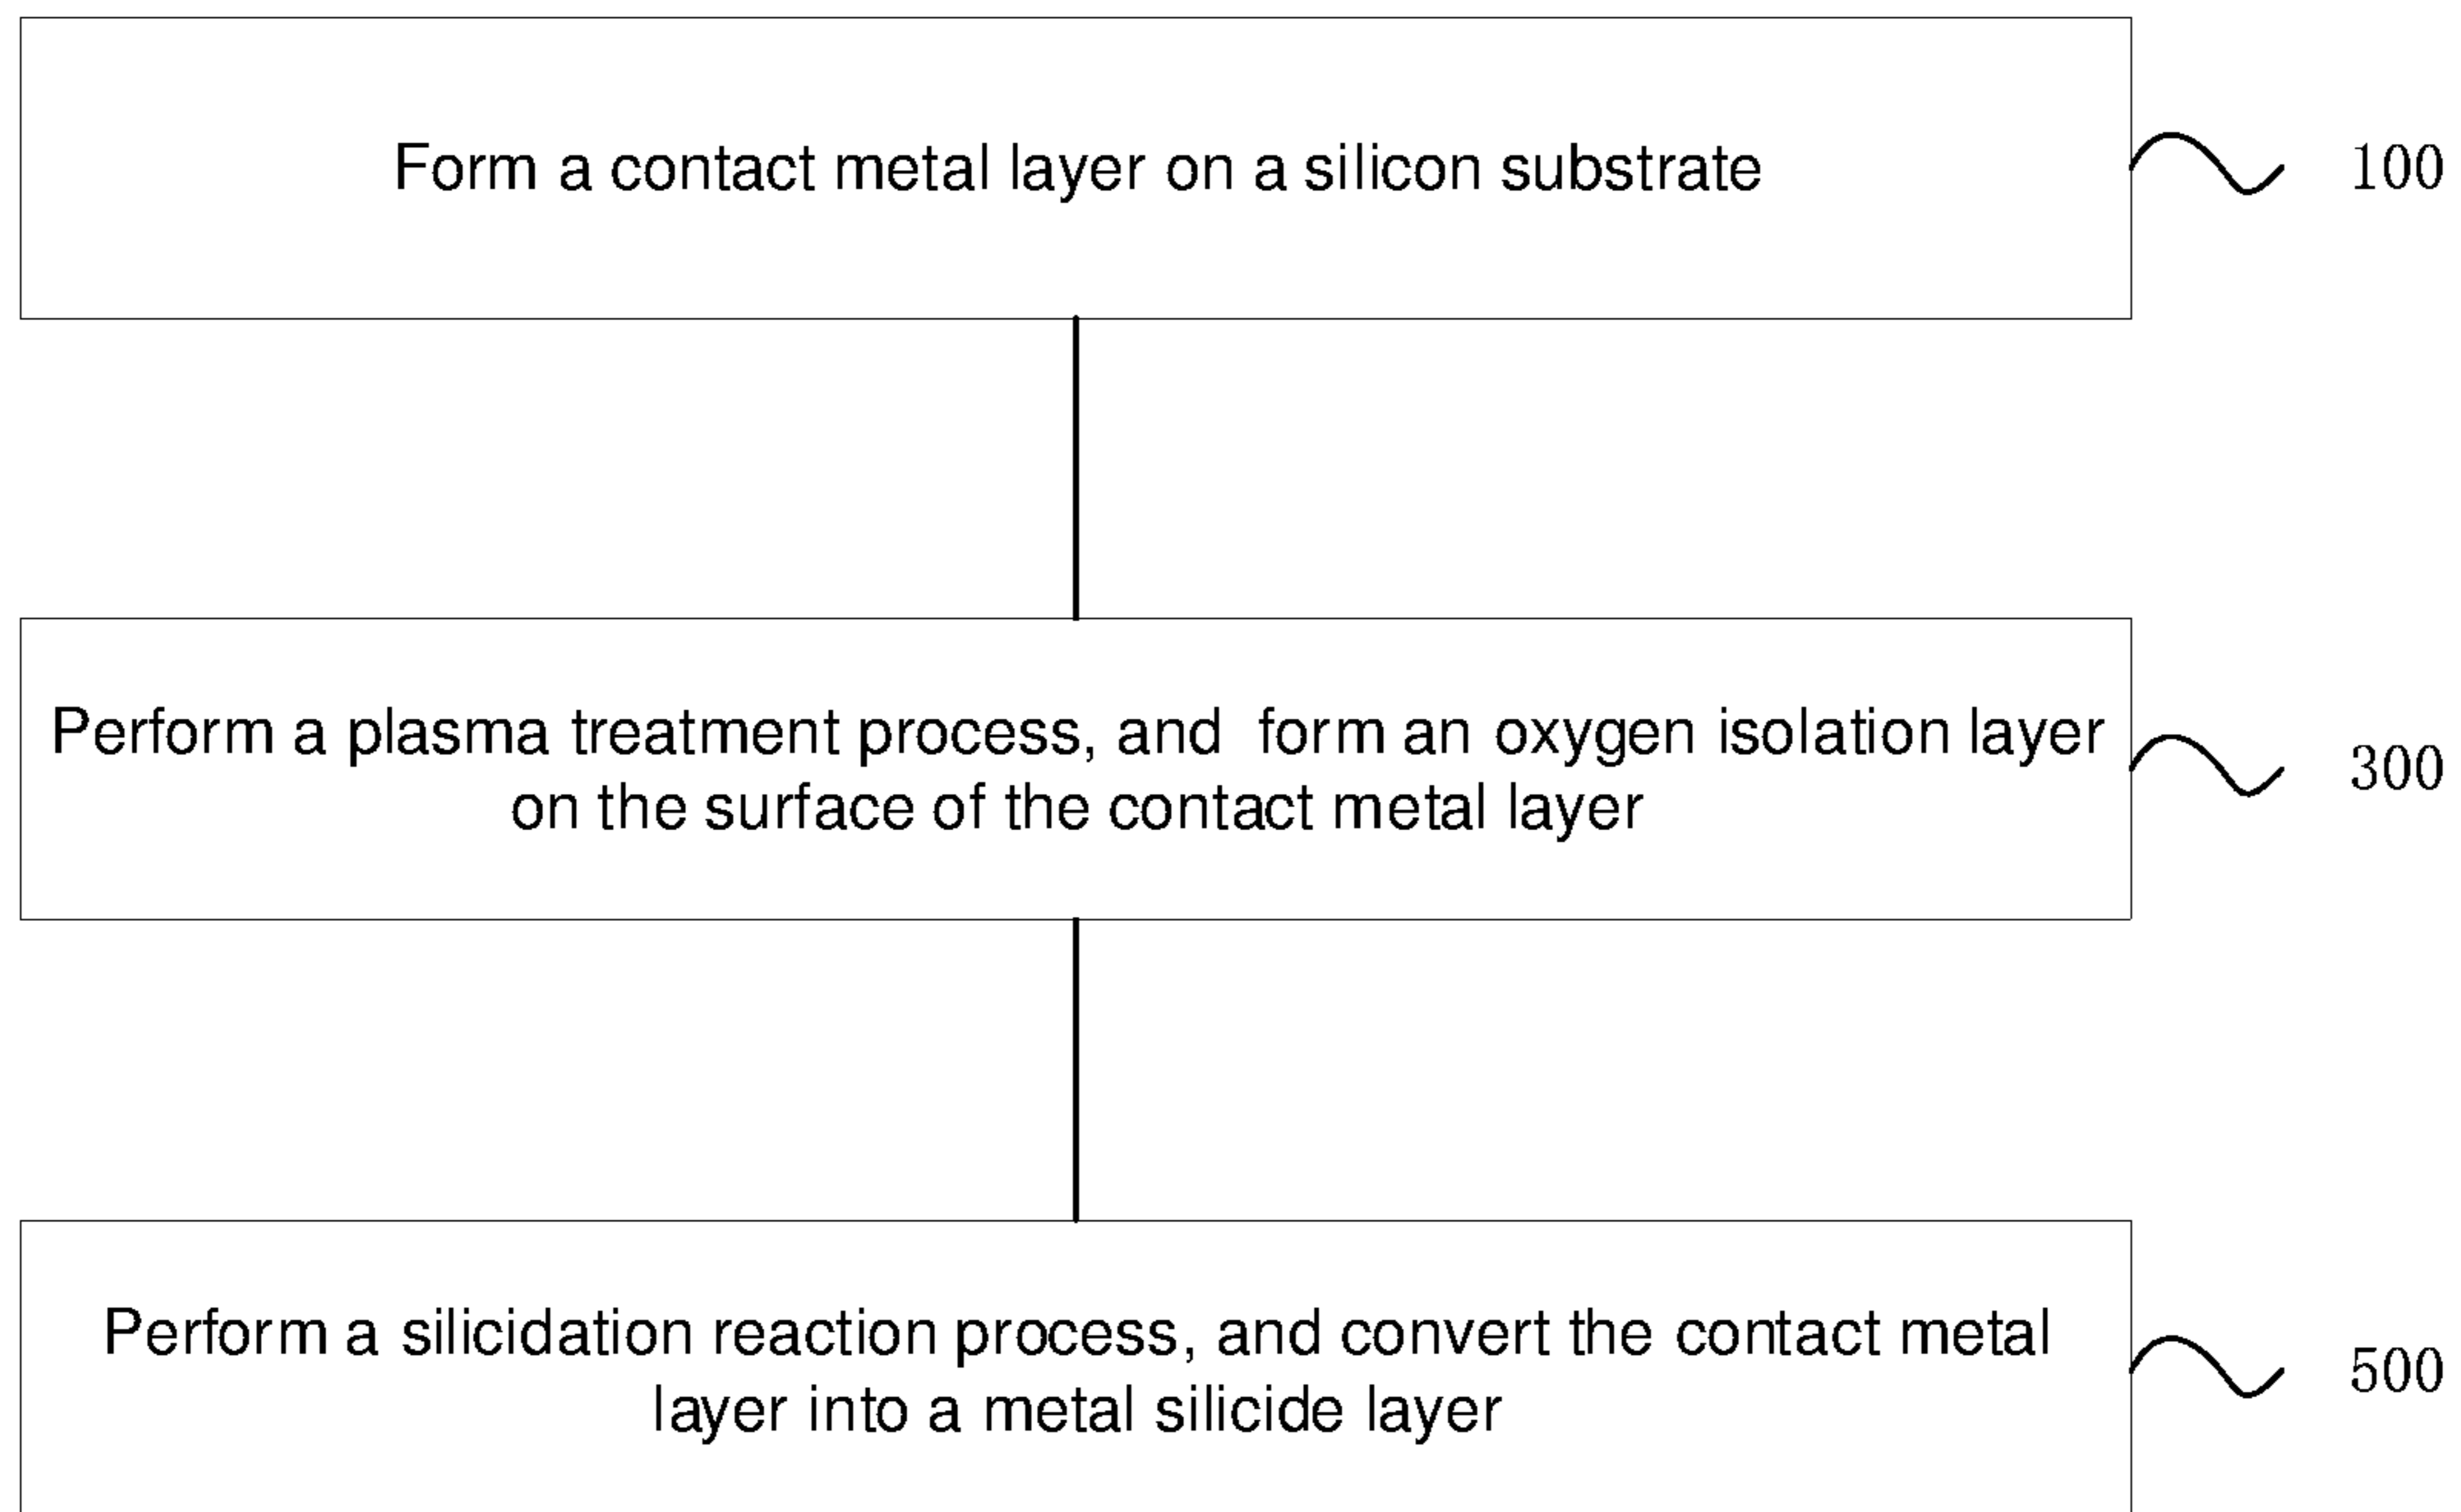 Form a contact metal layer on a silicon substrate
100
Perform a plasma treatment process, and form an oxygen isolation layer
on the surface of the contact metal layer
300
Perform a silicidation reaction process, and convert the contact metal
layer into a metal silicide layer
500